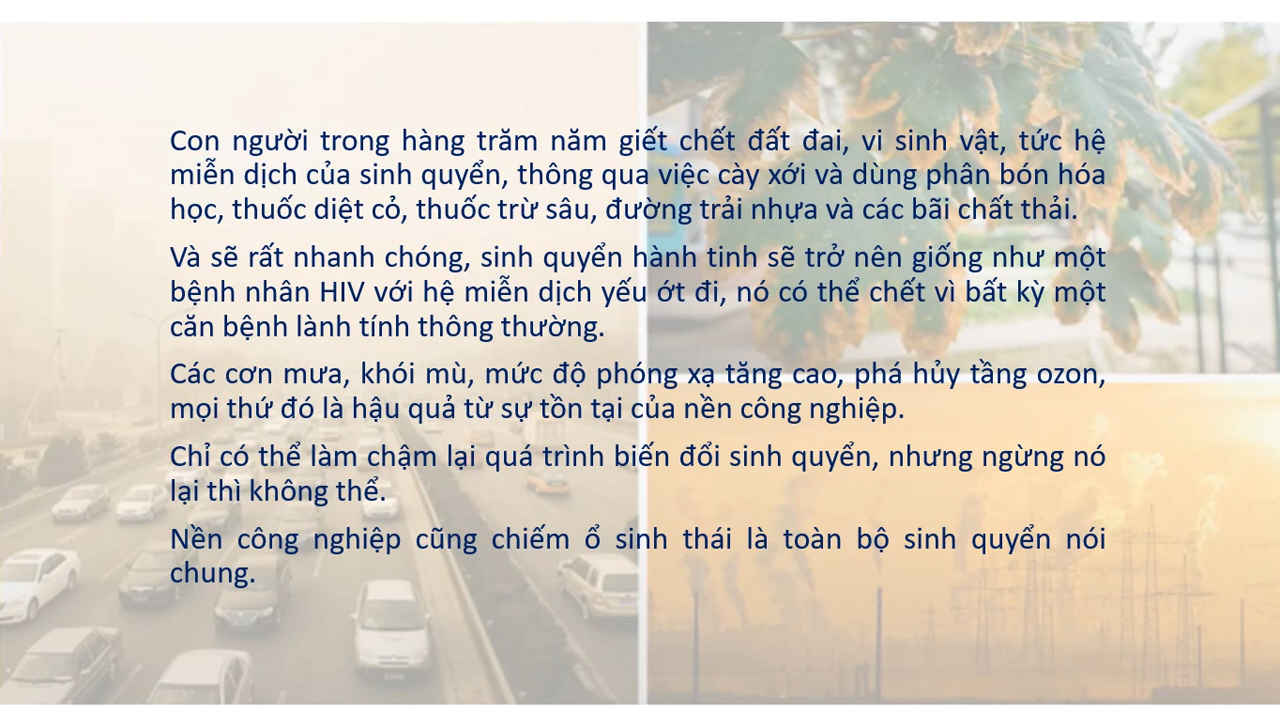 Con người trong hàng trăm năm giết chết đất đai, vi sinh vật, tức hệ
miễn dịch của sinh quyển, thông qua việc cày xới và dùng phân bón hóa
học, thuốc diệt cỏ, thuốc trừ sâu, đường trải nhựa và các bãi chất thải.
Và sẽ rất nhanh chóng, sinh quyển hành tinh sẽ trở nên giống như một
bệnh nhân HIV với hệ miễn dịch yếu ớt đi, nó có thể chết vì bất kỳ một
căn bệnh lành tính thông thường.
Các cơn mưa, khói mù, mức độ phóng xạ tăng cao, phá hủy tầng ozon,
mọi thứ đó là hậu quả từ sự tồn tại của nền công nghiệp.
Chỉ có thể làm chậm lại quá trình biến đổi sinh quyển, nhưng ngừng nó
lại thì không thể.
Nền công nghiệp cũng chiếm ổ sinh thái là toàn bộ sinh quyển nói
chung.